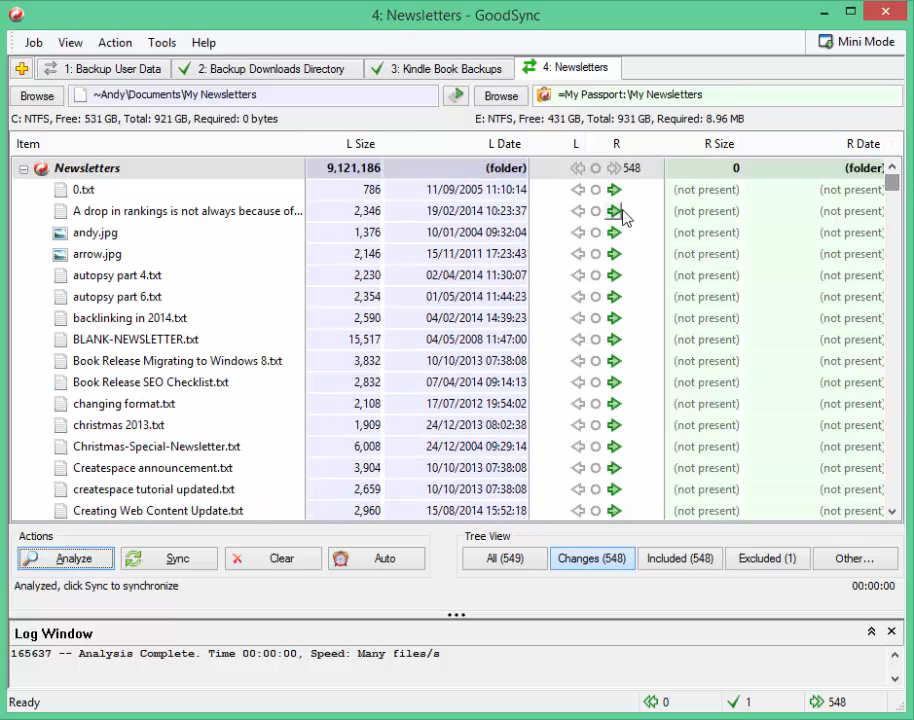 4: Newsletters - GoodSync
Job View Action Tools Help Mini Mode
1: Backup User Data 2: Backup Downloads Directory 3: Kindle Book Backups 4: Newsletters
Browse ~Andy\Documents\My Newsletters Browse =My Passport:\My Newsletters
C: NTFS, Free: 531 GB, Total: 921 GB, Required: 0 bytes E: NTFS, Free: 431 GB, Total: 931 GB, Required: 8.96 MB
Item L Size L Date L R R Size R Date
Newsletters 9,121,186 (folder) 548 0 (folder)
0.txt 786 11/09/2005 11:10:14 (not present) (not present)
A drop in rankings is not always because of... 2,346 19/02/2014 10:23:37 (not present) (not present)
andy.jpg 1,376 10/01/2004 09:32:04 (not present) (not present)
arrow.jpg 2,146 15/11/2011 17:23:43 (not present) (not present)
autopsy part 4.txt 2,230 02/04/2014 11:30:07 (not present) (not present)
autopsy part 6.txt 2,354 01/05/2014 11:44:23 (not present) (not present)
backlinking in 2014.txt 2,590 04/02/2014 14:39:23 (not present) (not present)
BLANK-NEWSLETTER.txt 15,517 04/05/2008 11:47:00 (not present) (not present)
Book Release Migrating to Windows 8.txt 3,832 10/10/2013 07:38:08 (not present) (not present)
Book Release SEO Checklist.txt 2,832 07/04/2014 09:14:13 (not present) (not present)
changing format.txt 2,108 17/07/2012 19:54:02 (not present) (not present)
christmas 2013.txt 1,909 24/12/2013 08:02:38 (not present) (not present)
Christmas-Special-Newsletter.txt 6,008 24/12/2004 09:29:14 (not present) (not present)
Createspace announcement.txt 3,904 10/10/2013 07:38:08 (not present) (not present)
createspace tutorial updated.txt 2,659 10/10/2013 07:38:08 (not present) (not present)
Creating Web Content Update.txt 2,960 15/08/2014 15:52:18 (not present) (not present)
Actions Tree View
Analyze Sync Clear Auto All (549) Changes (548) Included (548) Excluded (1) Other...
Analyzed, click Sync to synchronize 00:00:00
Log Window
165637 -- Analysis Complete. Time 00:00:00, Speed: Many files/s
Ready 0 1 548